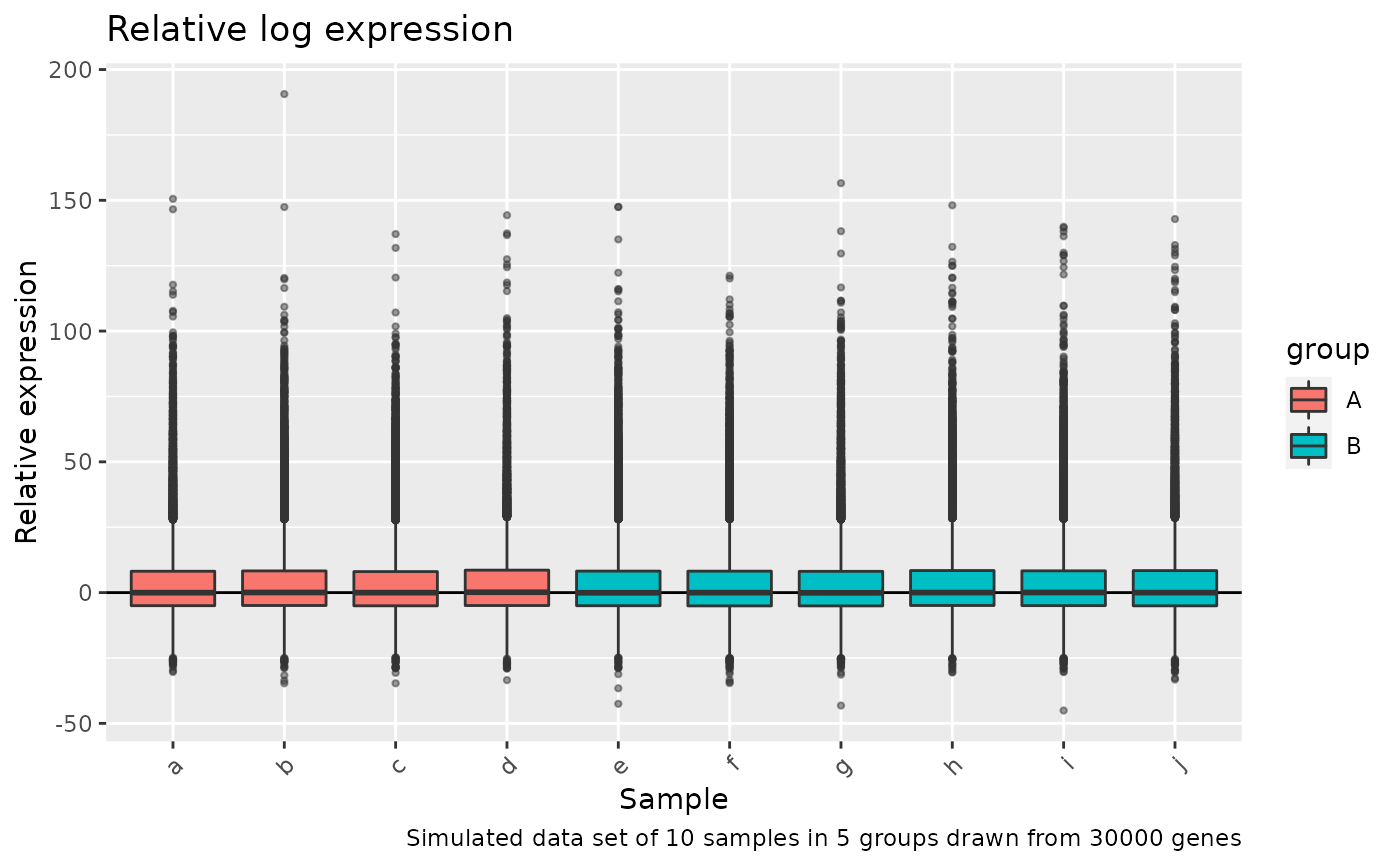 Relative log expression
200
150
100
50
0
-50
Relative expression
a b c d e f g h i j
Sample
Simulated data set of 10 samples in 5 groups drawn from 30000 genes
group
A
B